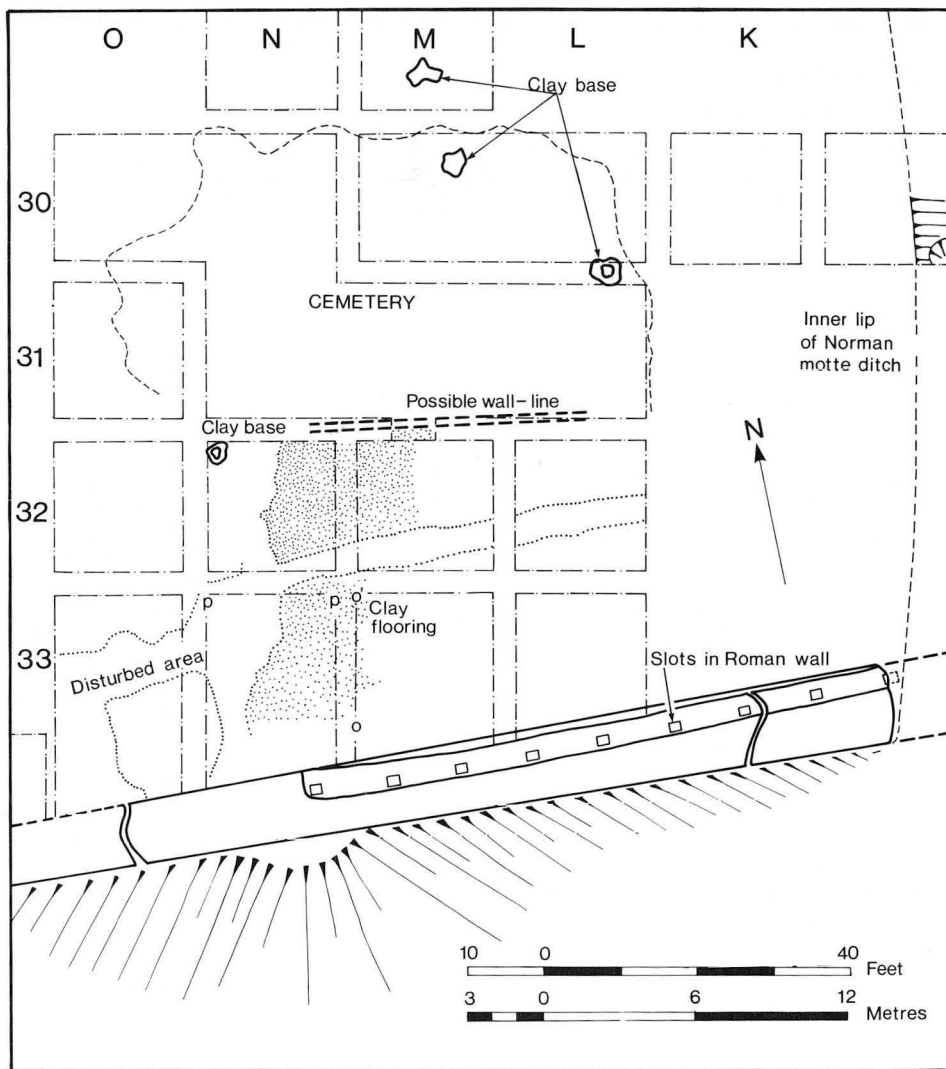 O N M L K
Clay base
30
CEMETERY
31
Inner lip
of Norman
motte ditch
Possible wall-line
Clay base
N
32
p p o
Clay
flooring
33
Slots in Roman wall
Disturbed area
o
10 0 40
Feet
3 0 6 12
Metres